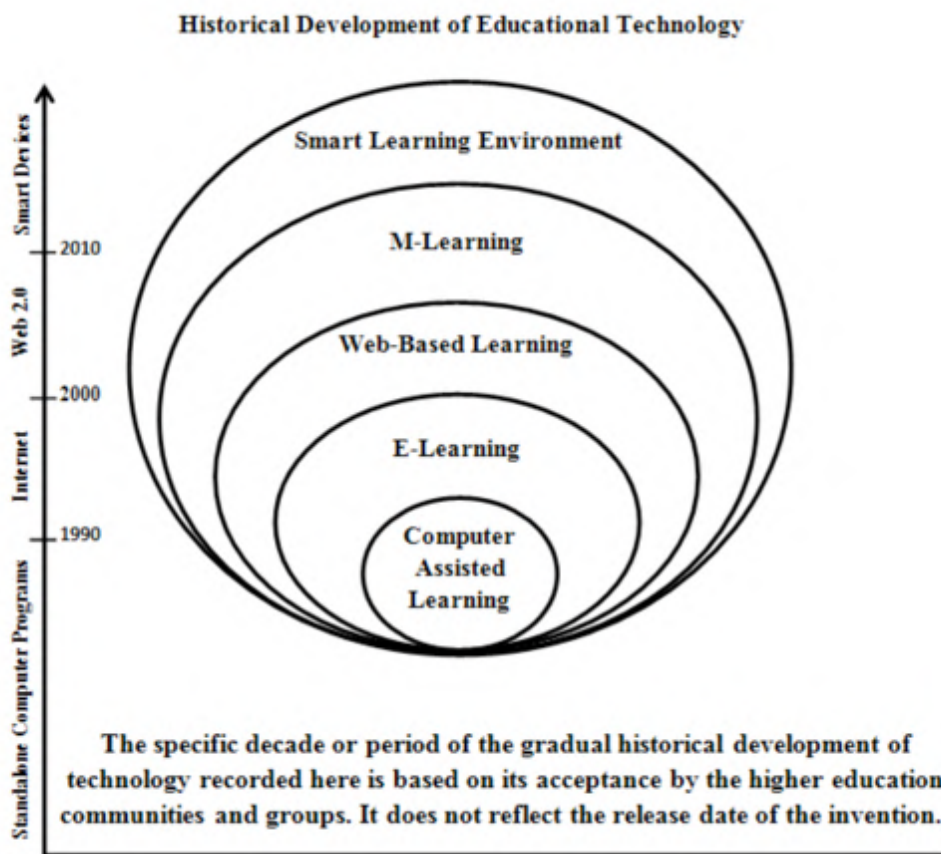 Historical Development of Educational Technology
Smart Devices
Web 2.0
Internet
Standalone Computer Programs
2010
2000
1990
Smart Learning Environment
M-Learning
Web-Based Learning
E-Learning
Computer
Assisted
Learning
The specific decade or period of the gradual historical development of
technology recorded here is based on its acceptance by the higher education
communities and groups. It does not reflect the release date of the invention.